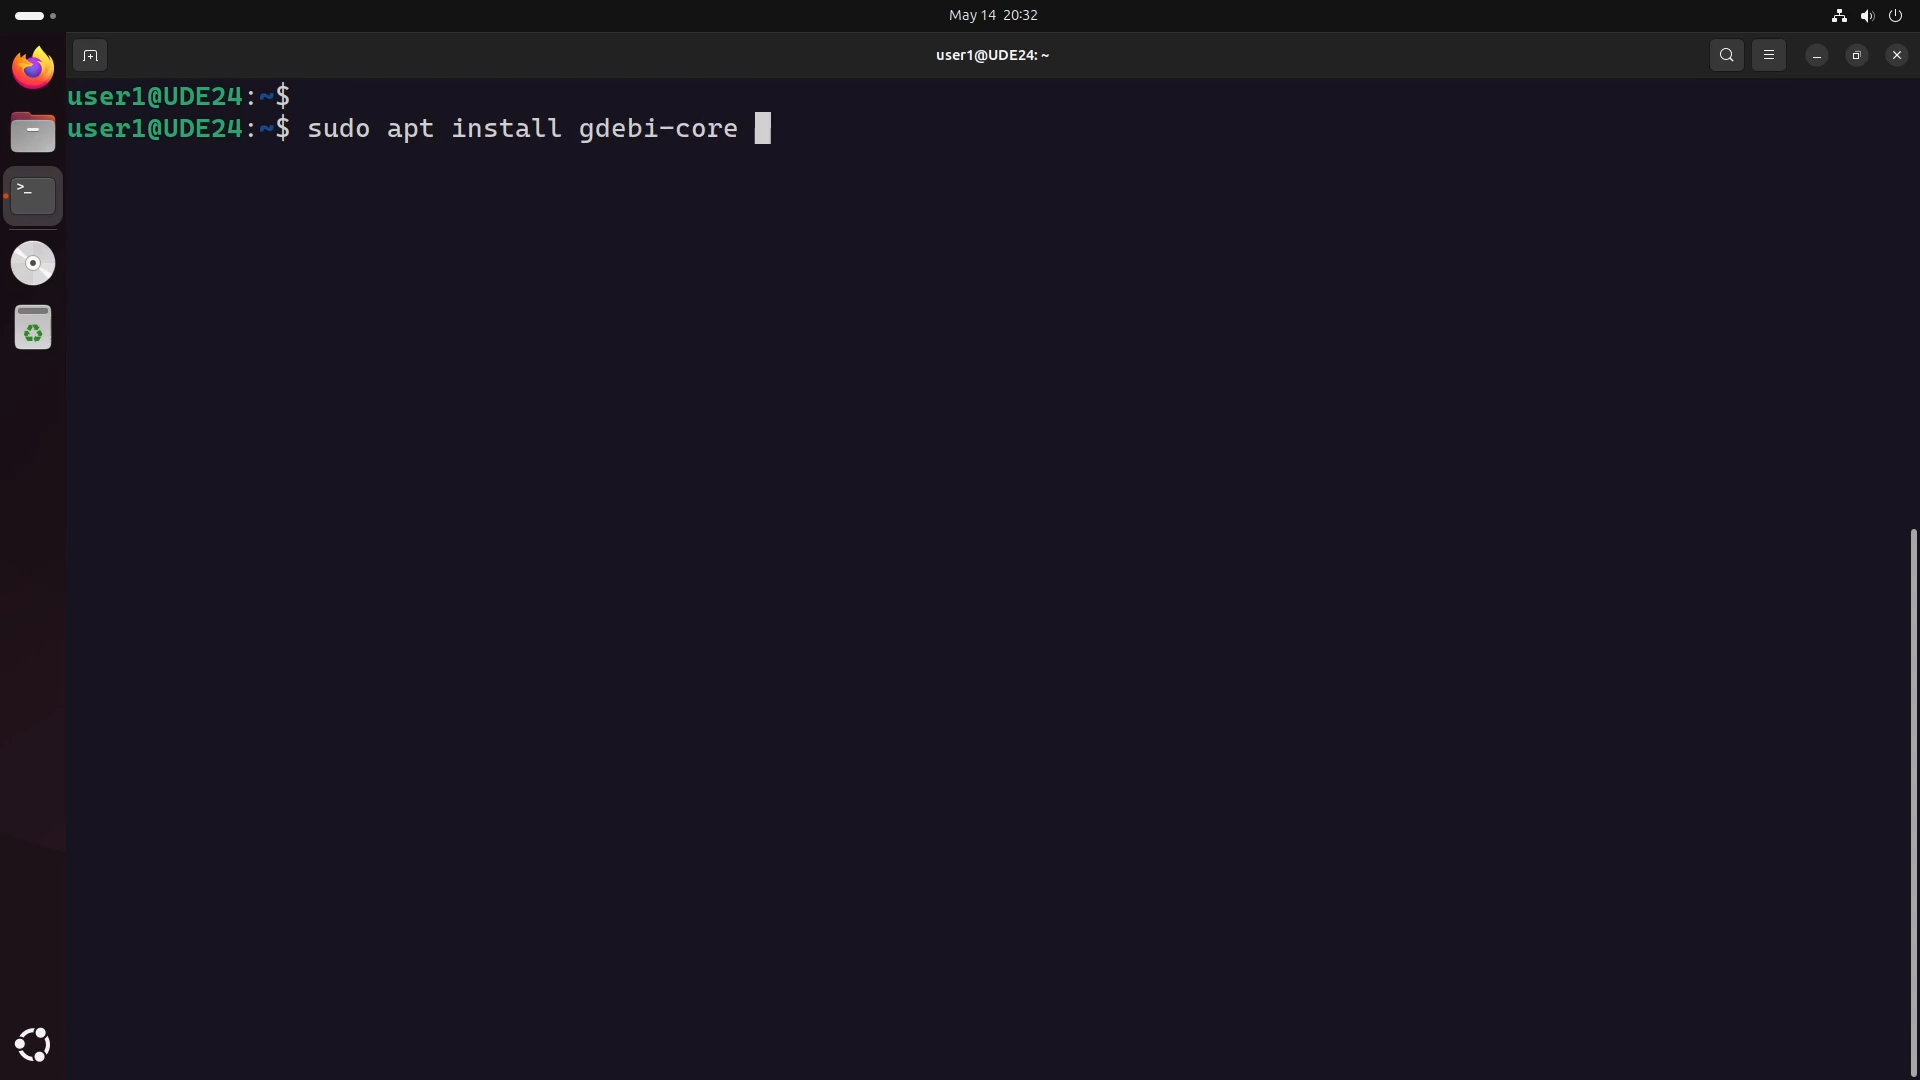 May 14 20:32
user1@UDE24: ~
user1@UDE24:~$
user1@UDE24:~$ sudo apt install gdebi-core